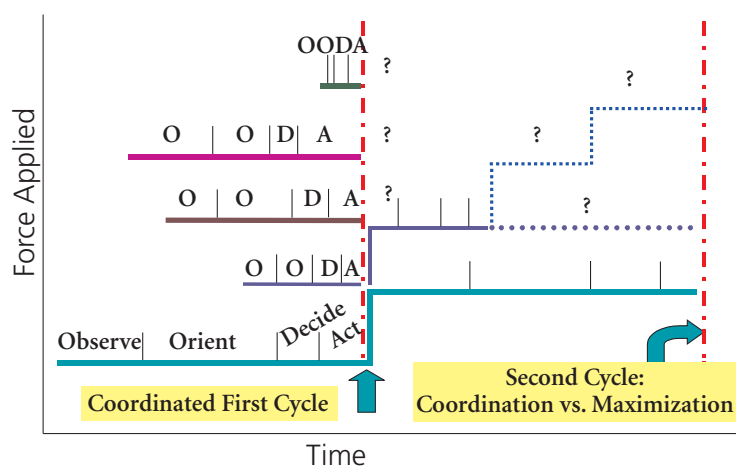 OODA
?
?
O O D A
?
?
O O D A
?
?
O O D A
Observe Orient Decide Act
Coordinated First Cycle
Second Cycle:
Coordination vs. Maximization
Force Applied
Time